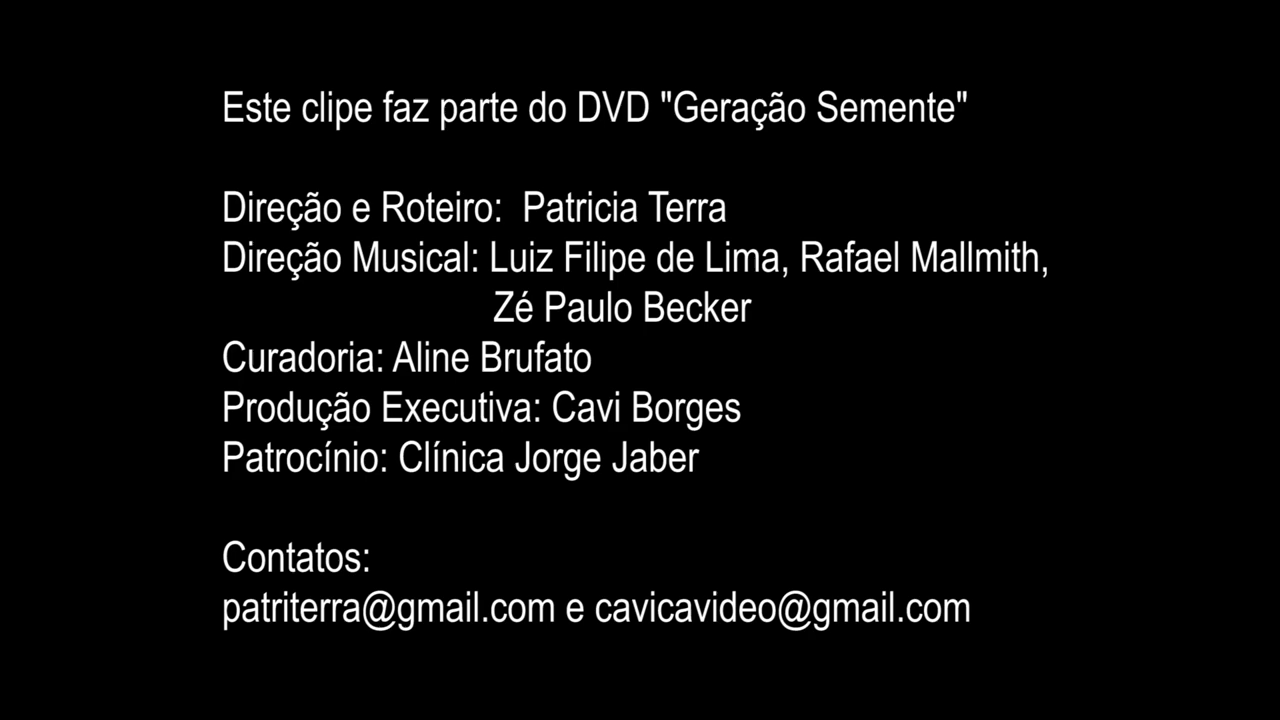 Este clipe faz parte do DVD "Geração Semente"
Direção e Roteiro:  Patricia Terra
Direção Musical: Luiz Filipe de Lima, Rafael Mallmith,
Zé Paulo Becker
Curadoria: Aline Brufato
Produção Executiva: Cavi Borges
Patrocínio: Clínica Jorge Jaber
Contatos:
patriterra@gmail.com e cavicavideo@gmail.com